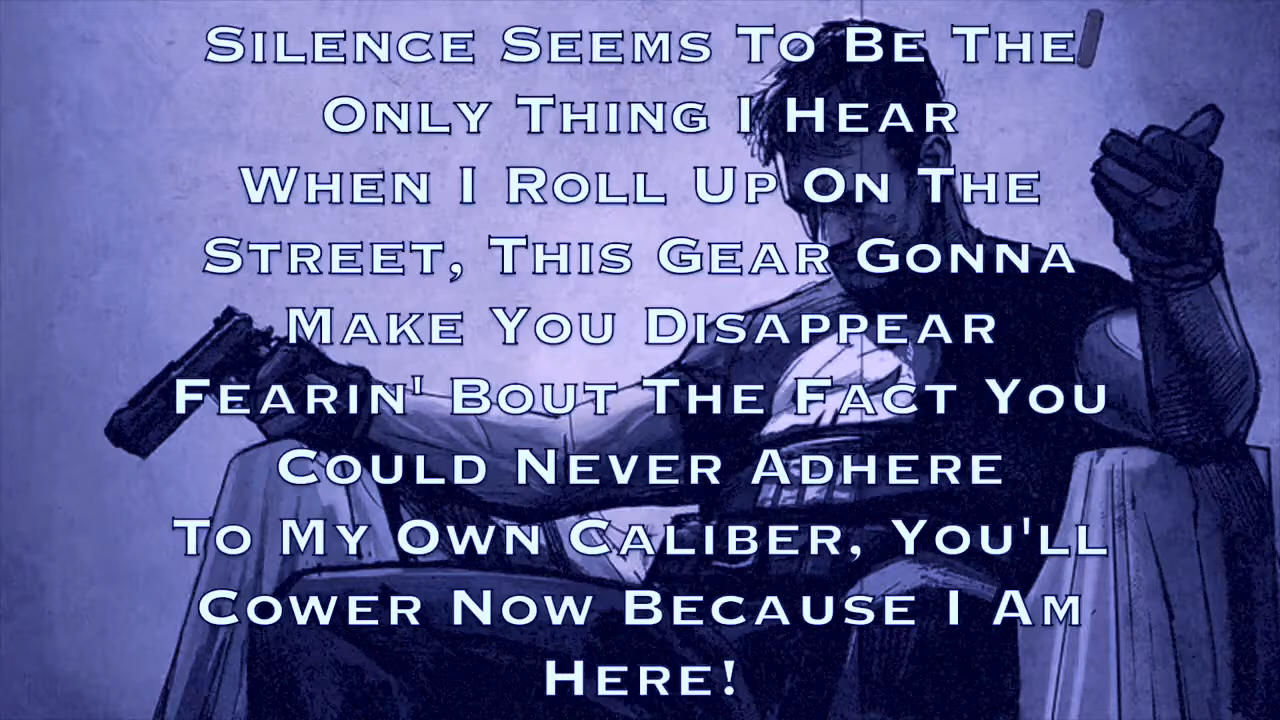 Silence Seems To Be The
Only Thing I Hear
When I Roll Up On The
Street, This Gear Gonna
Make You Disappear
Fearin' Bout The Fact You
Could Never Adhere
To My Own Caliber, You'll
Cower Now Because I Am
Here!